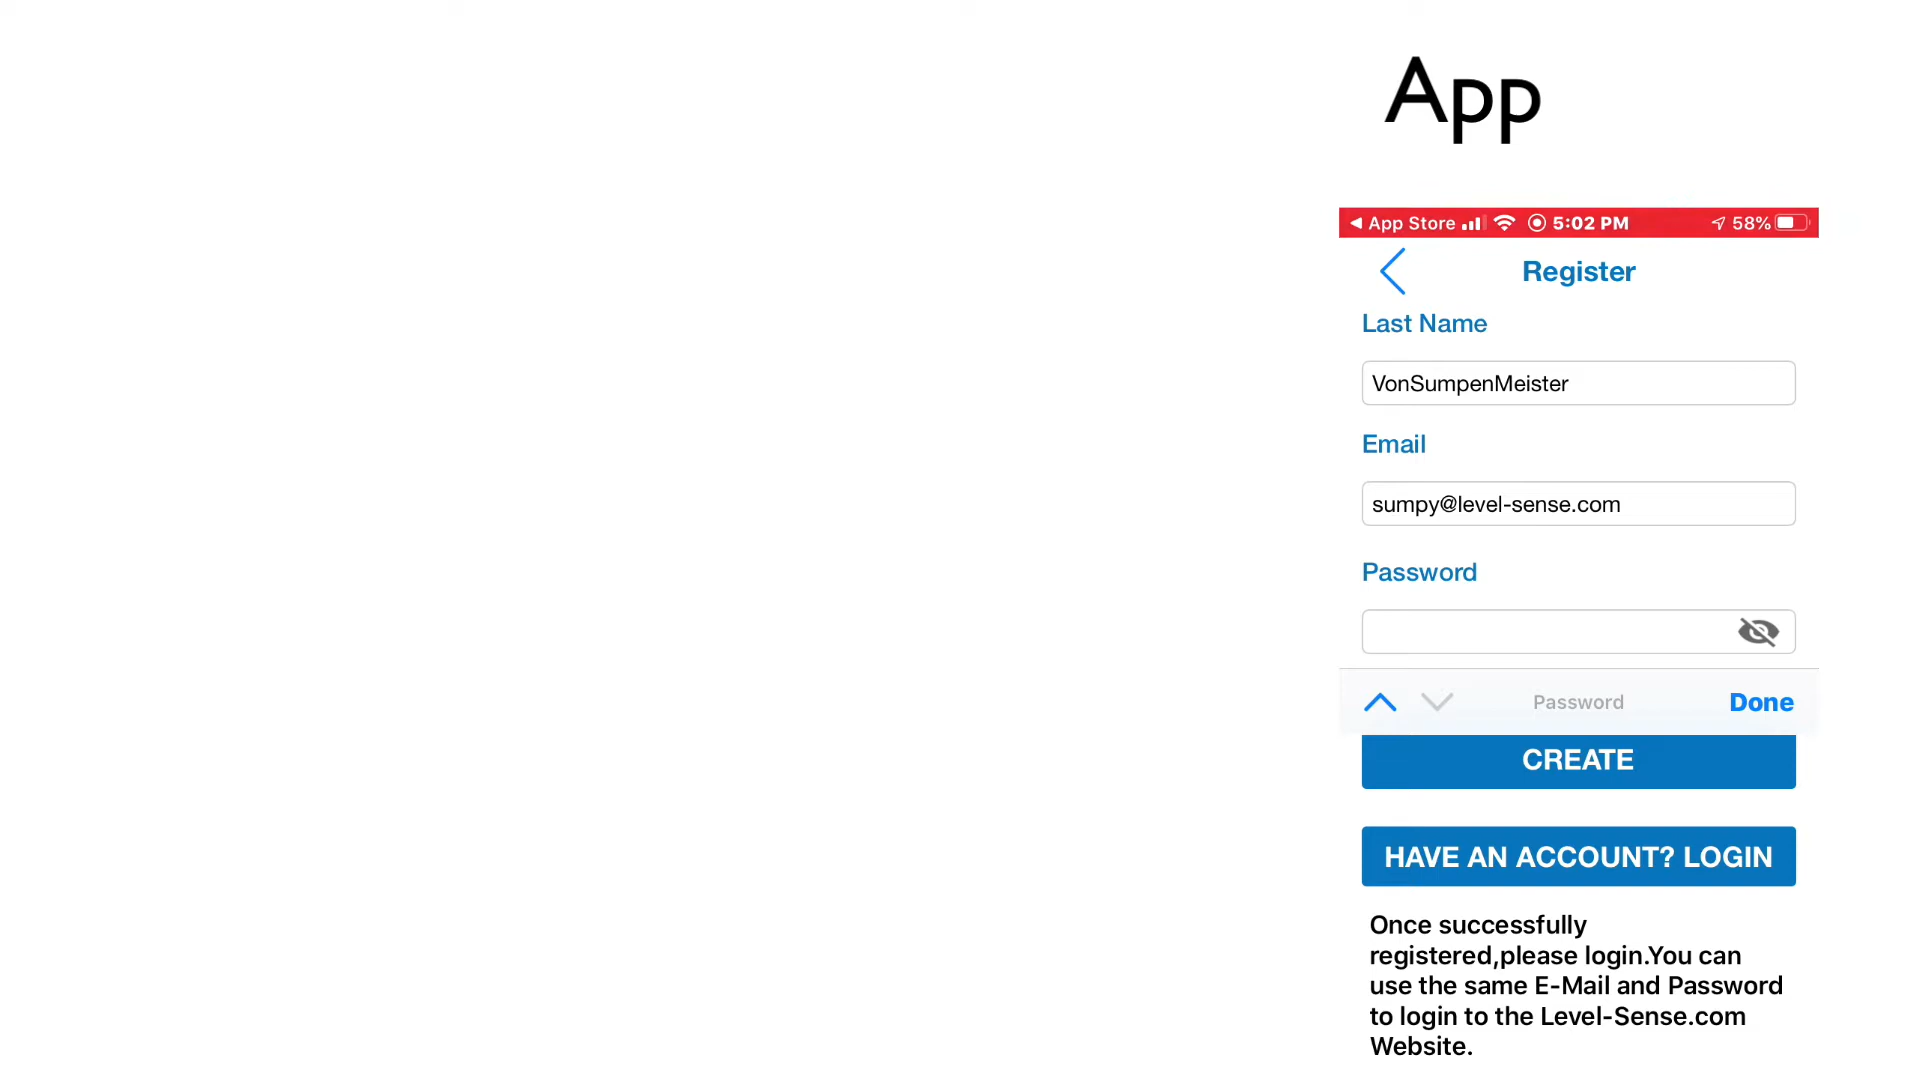 App
App Store 5:02 PM 58%
Register
Last Name
VonSumpenMeister
Email
sumpy@level-sense.com
Password
Password Done
CREATE
HAVE AN ACCOUNT? LOGIN
Once successfully
registered,please login.You can
use the same E-Mail and Password
to login to the Level-Sense.com
Website.